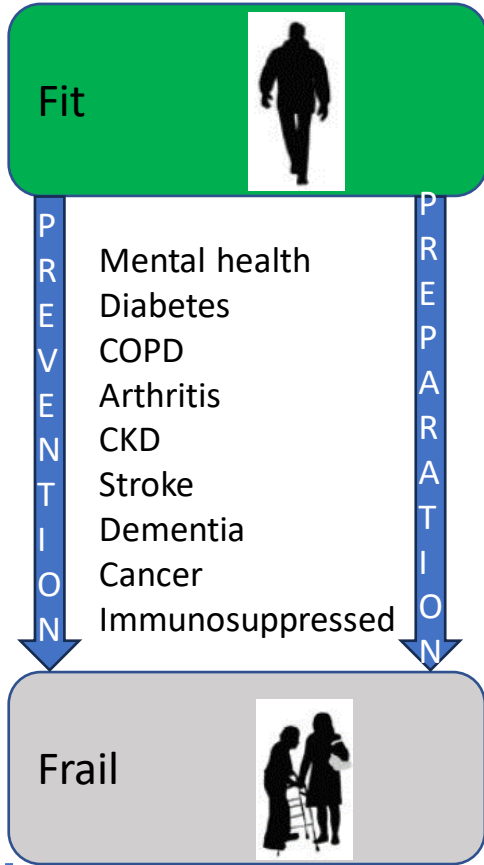 Fit
PREVENTION
PREPARATION
Mental health
Diabetes
COPD
Arthritis
CKD
Stroke
Dementia
Cancer
Immunosuppressed
Frail